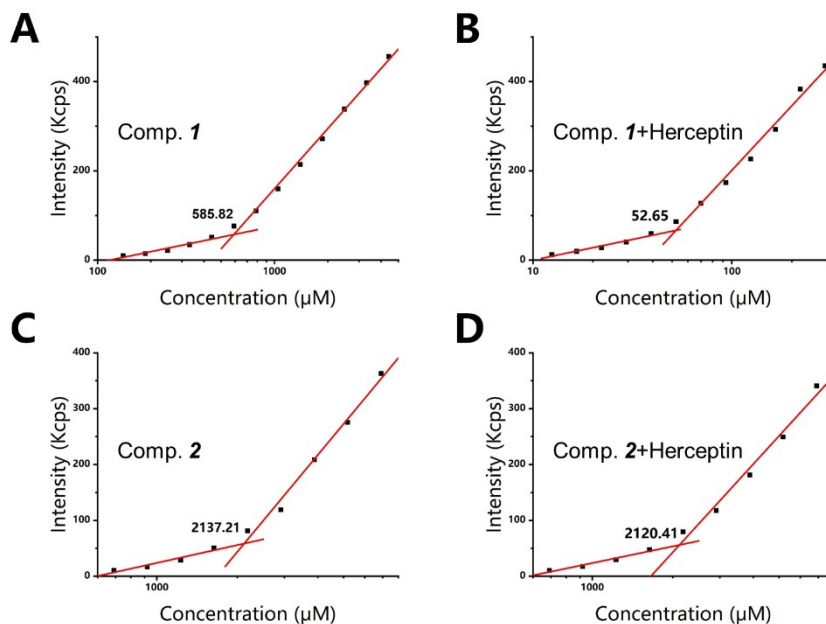 A
Intensity (Kcps)
400
200
0
Comp. 1
585.82
100
1000
Concentration (µM)
B
Intensity (Kcps)
400
200
0
Comp. 1+Herceptin
52.65
10
100
Concentration (µM)
C
Intensity (Kcps)
400
300
200
100
0
Comp. 2
2137.21
1000
Concentration (µM)
D
Intensity (Kcps)
400
300
200
100
0
Comp. 2+Herceptin
2120.41
1000
Concentration (µM)